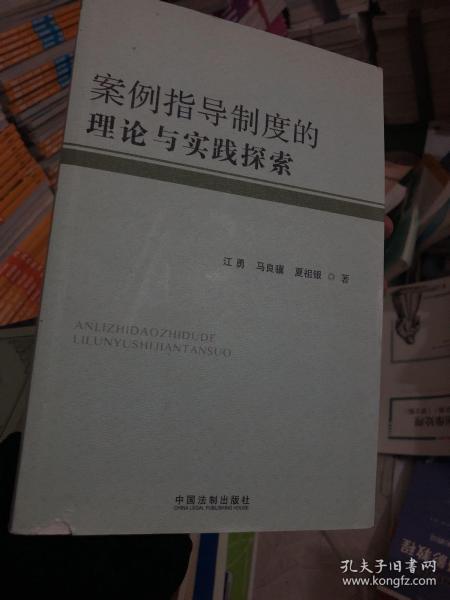 案例指导制度的
理论与实践探索
江 勇 马良骥 夏祖银 ◎ 著
ANLIZHIDAOZHIDUDE
LILUNYUSHIJIANTANSUO
中国法制出版社
CHINA LEGAL PUBLISHING HOUSE
孔夫子旧书网
www.kongfz.com